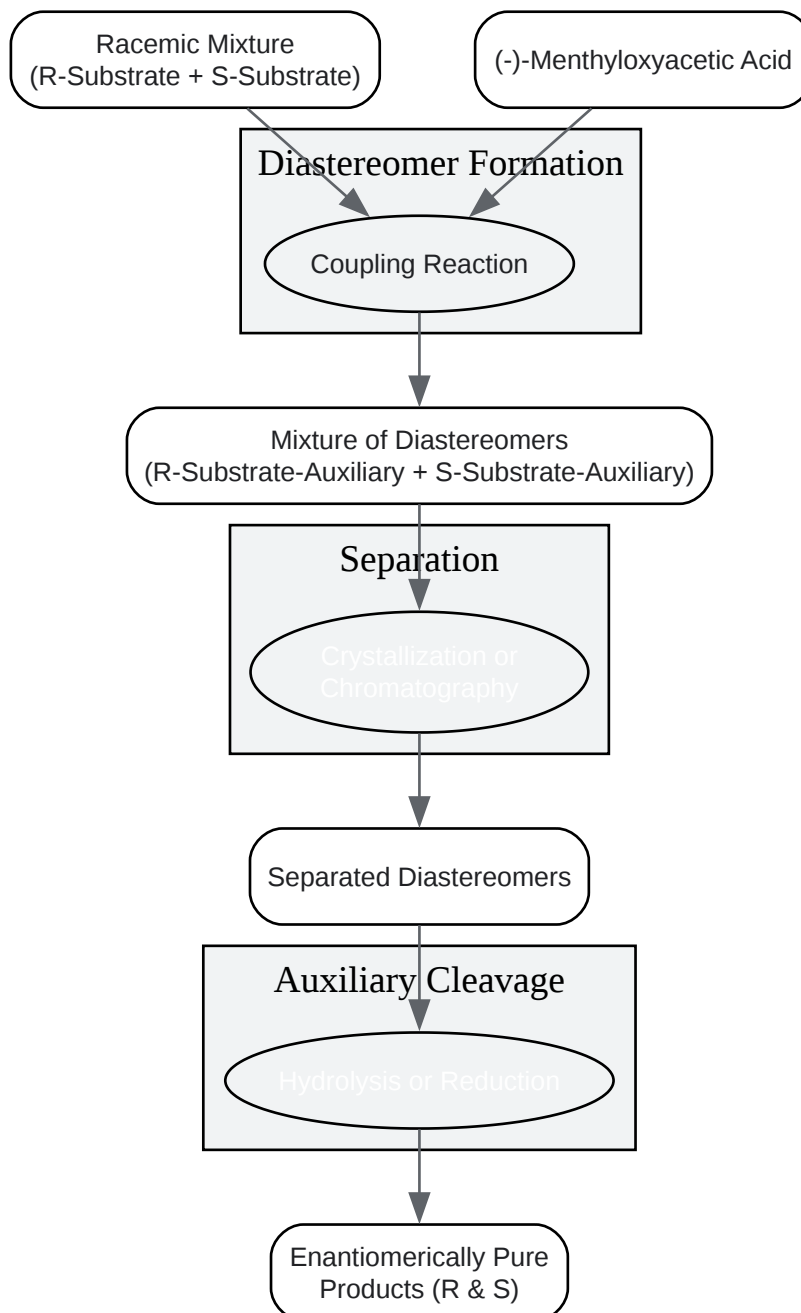 Racemic Mixture
(R-Substrate + S-Substrate)
(-)-Menthyloxyacetic Acid
Diastereomer Formation
Coupling Reaction
Mixture of Diastereomers
(R-Substrate-Auxiliary + S-Substrate-Auxiliary)
Separation
Crystallization or
Chromatography
Separated Diastereomers
Auxiliary Cleavage
Hydrolysis or Reduction
Enantiomerically Pure
Products (R & S)